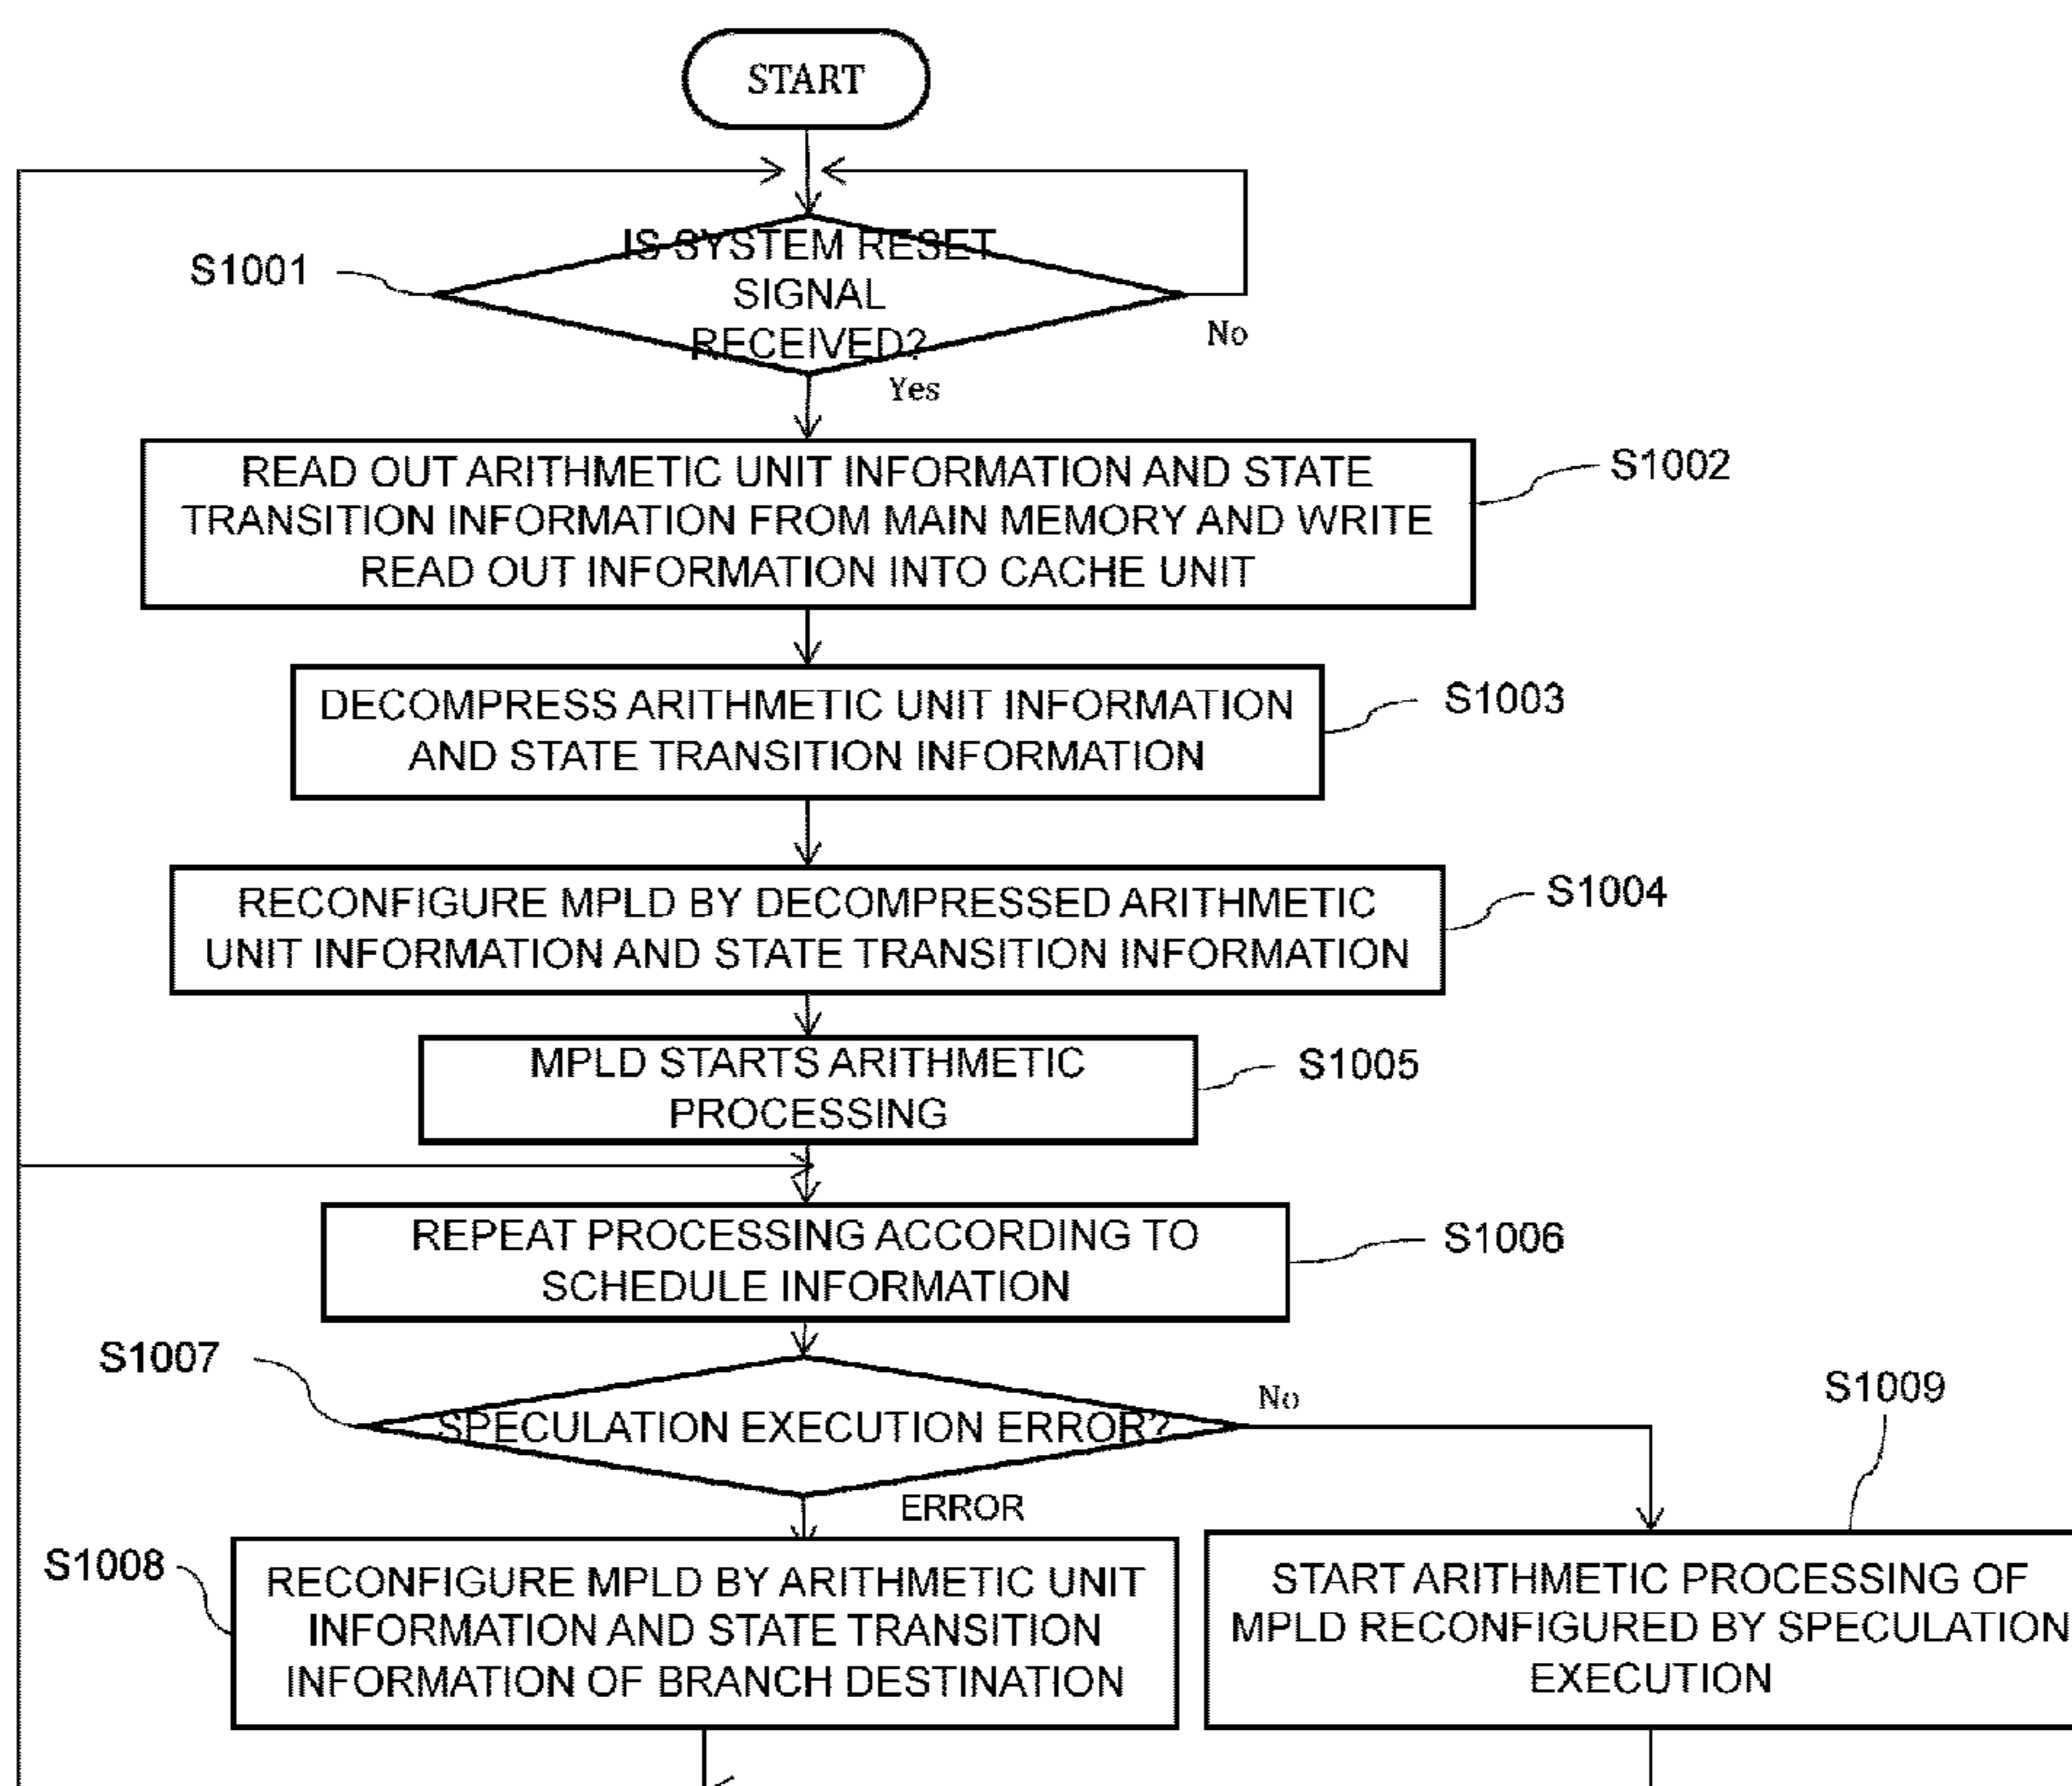 START
S1001
IS SYSTEM RESET
SIGNAL
RECEIVED?
No
Yes
READ OUT ARITHMETIC UNIT INFORMATION AND STATE
TRANSITION INFORMATION FROM MAIN MEMORY AND WRITE
READ OUT INFORMATION INTO CACHE UNIT
S1002
DECOMPRESS ARITHMETIC UNIT INFORMATION
AND STATE TRANSITION INFORMATION
S1003
RECONFIGURE MPLD BY DECOMPRESSED ARITHMETIC
UNIT INFORMATION AND STATE TRANSITION INFORMATION
S1004
MPLD STARTS ARITHMETIC
PROCESSING
S1005
REPEAT PROCESSING ACCORDING TO
SCHEDULE INFORMATION
S1006
S1007
SPECULATION EXECUTION ERROR?
No
S1009
ERROR
S1008
RECONFIGURE MPLD BY ARITHMETIC UNIT
INFORMATION AND STATE TRANSITION
INFORMATION OF BRANCH DESTINATION
START ARITHMETIC PROCESSING OF
MPLD RECONFIGURED BY SPECULATION
EXECUTION